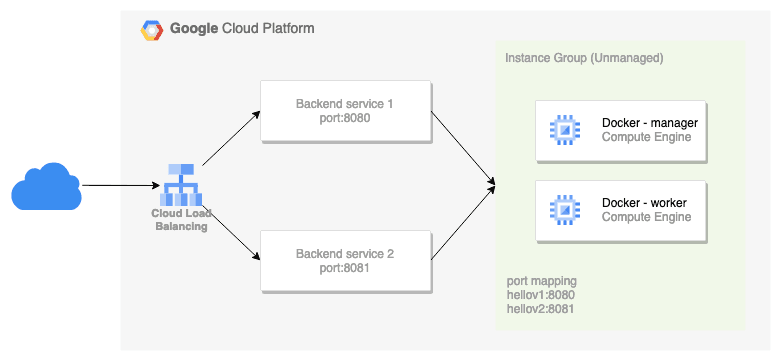 Google Cloud Platform
Instance Group (Unmanaged)
Backend service 1
port:8080
Docker - manager
Compute Engine
Cloud Load
Balancing
Docker - worker
Compute Engine
Backend service 2
port:8081
port mapping
hellov1:8080
hellov2:8081